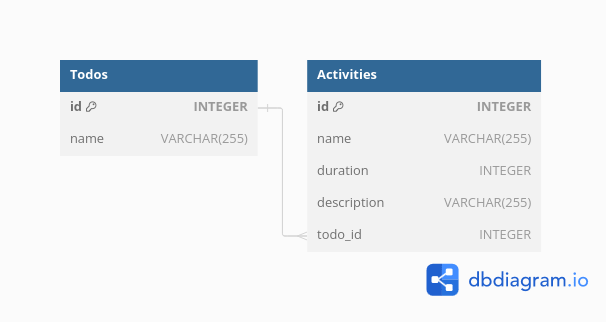 Todos
id INTEGER
name VARCHAR(255)
Activities
id INTEGER
name VARCHAR(255)
duration INTEGER
description VARCHAR(255)
todo_id INTEGER
dbdiagram.io